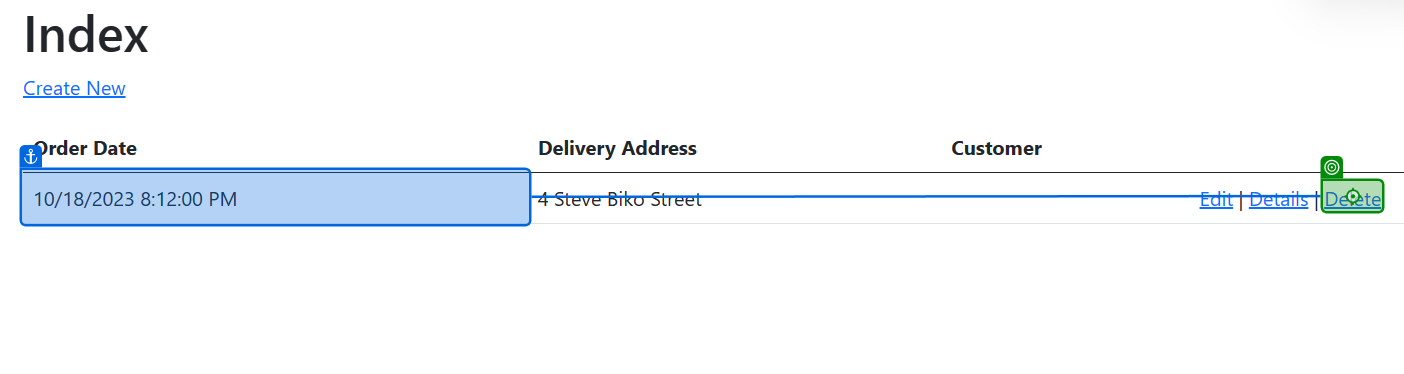 Index
Create New
Order Date Delivery Address Customer
10/18/2023 8:12:00 PM 4 Steve Biko Street Edit | Details | Delete